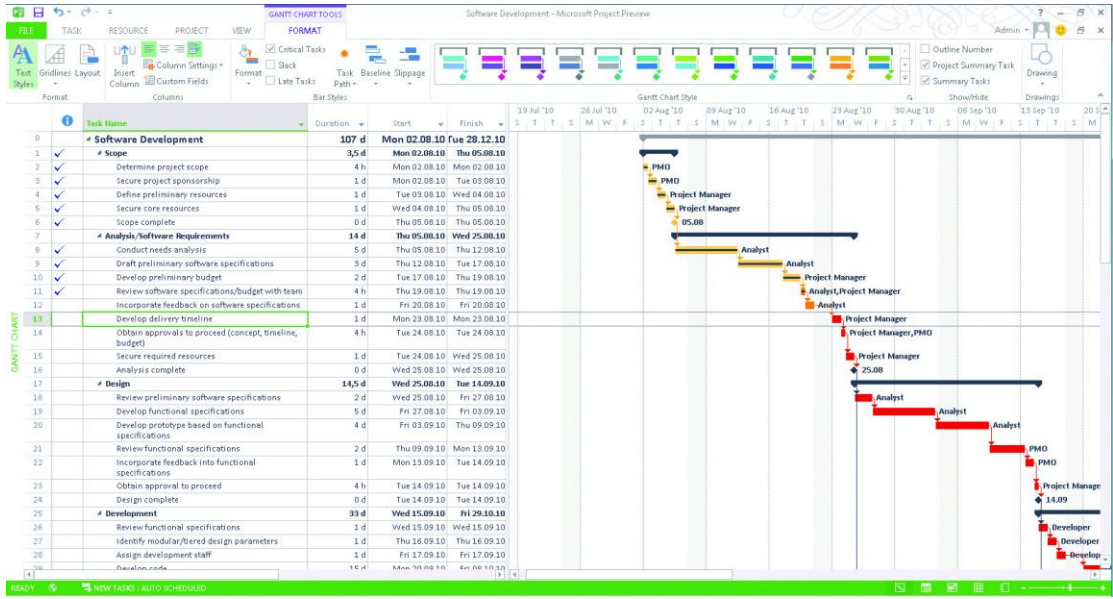 GANTT CHART TOOLS
Software Development - Microsoft Project Preview
FILE TASK RESOURCE PROJECT VIEW FORMAT
Admin
Text Styles
Gridlines
Layout
Format
Insert Column
Column Settings
Custom Fields
Columns
Format
Critical Tasks
Slack
Late Tasks
Task Path
Baseline
Slippage
Bar Styles
Gantt Chart Style
Outline Number
Project Summary Task
Summary Tasks
Show/Hide
Drawing
Drawings
19 Jul '10 26 Jul '10 02 Aug '10 09 Aug '10 16 Aug '10 23 Aug '10 30 Aug '10 06 Sep '10 13 Sep '10
Task Name Duration Start Finish
0 Software Development 107 d Mon 02.08.10 Tue 28.12.10
1 Scope 3,5 d Mon 02.08.10 Thu 05.08.10
2 Determine project scope 4 h Mon 02.08.10 Mon 02.08.10 PMO
3 Secure project sponsorship 1 d Mon 02.08.10 Tue 03.08.10 PMO
4 Define preliminary resources 1 d Tue 03.08.10 Wed 04.08.10 Project Manager
5 Secure core resources 1 d Wed 04.08.10 Thu 05.08.10 Project Manager
6 Scope complete 0 d Thu 05.08.10 Thu 05.08.10 05.08
7 Analysis/Software Requirements 14 d Thu 05.08.10 Wed 25.08.10
8 Conduct needs analysis 5 d Thu 05.08.10 Thu 12.08.10 Analyst
9 Draft preliminary software specifications 3 d Thu 12.08.10 Tue 17.08.10 Analyst
10 Develop preliminary budget 2 d Tue 17.08.10 Thu 19.08.10 Project Manager
11 Review software specifications/budget with team 4 h Thu 19.08.10 Thu 19.08.10 Analyst,Project Manager
12 Incorporate feedback on software specifications 1 d Fri 20.08.10 Fri 20.08.10 Analyst
13 Develop delivery timeline 1 d Mon 23.08.10 Mon 23.08.10 Project Manager
14 Obtain approvals to proceed (concept, timeline, 4 h Tue 24.08.10 Tue 24.08.10 Project Manager,PMO
budget)
15 Secure required resources 1 d Tue 24.08.10 Wed 25.08.10 Project Manager
16 Analysis complete 0 d Wed 25.08.10 Wed 25.08.10 25.08
17 Design 14,5 d Wed 25.08.10 Tue 14.09.10
18 Review preliminary software specifications 2 d Wed 25.08.10 Fri 27.08.10 Analyst
19 Develop functional specifications 5 d Fri 27.08.10 Fri 03.09.10 Analyst
20 Develop prototype based on functional 4 d Fri 03.09.10 Thu 09.09.10 Analyst
specifications
21 Review functional specifications 2 d Thu 09.09.10 Mon 13.09.10 PMO
22 Incorporate feedback into functional 1 d Mon 13.09.10 Tue 14.09.10 PMO
specifications
23 Obtain approval to proceed 4 h Tue 14.09.10 Tue 14.09.10 Project Manage
24 Design complete 0 d Tue 14.09.10 Tue 14.09.10 14.09
25 Development 33 d Wed 15.09.10 Fri 29.10.10
26 Review functional specifications 1 d Wed 15.09.10 Wed 15.09.10 Developer
27 Identify modular/tiered design parameters 1 d Thu 16.09.10 Thu 16.09.10 Developer
28 Assign development staff 1 d Fri 17.09.10 Fri 17.09.10 Develop
29 Develop code 15 d Mon 20.09.10 Fri 08.10.10
GANTT CHART
READY NEW TASKS : AUTO SCHEDULED